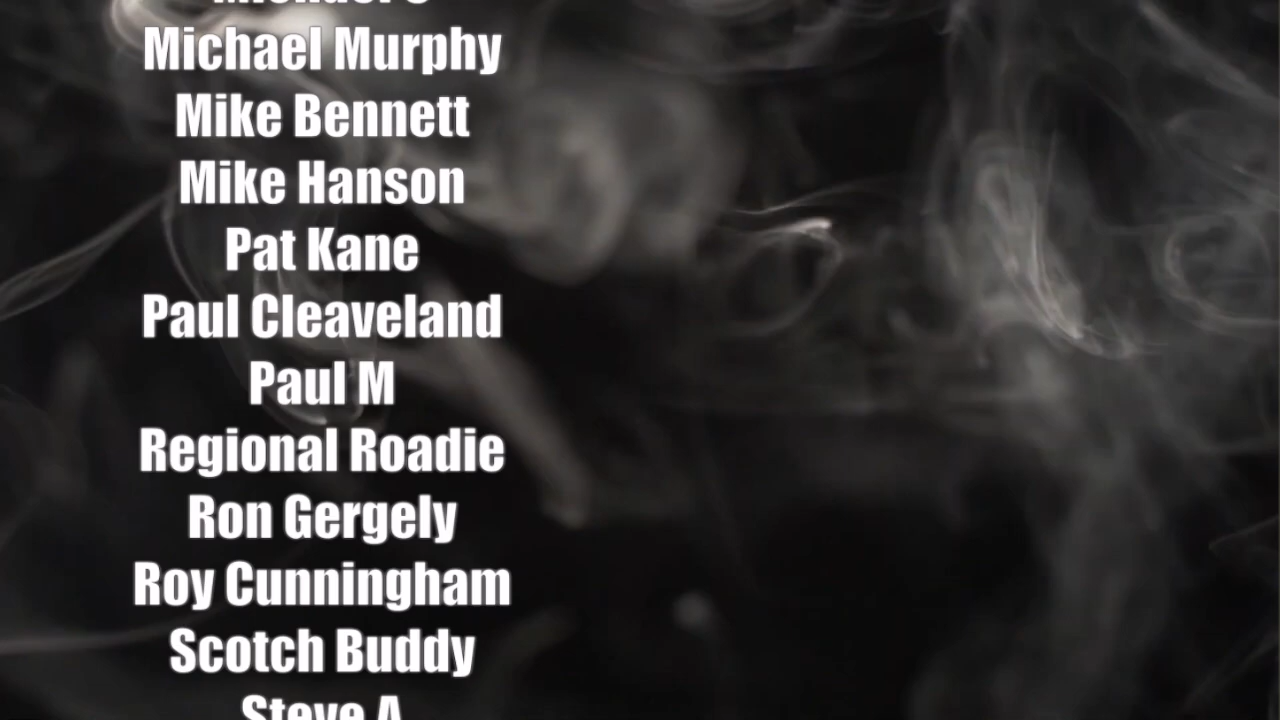 Michael Murphy
Mike Bennett
Mike Hanson
Pat Kane
Paul Cleaveland
Paul M
Regional Roadie
Ron Gergely
Roy Cunningham
Scotch Buddy
Steve A